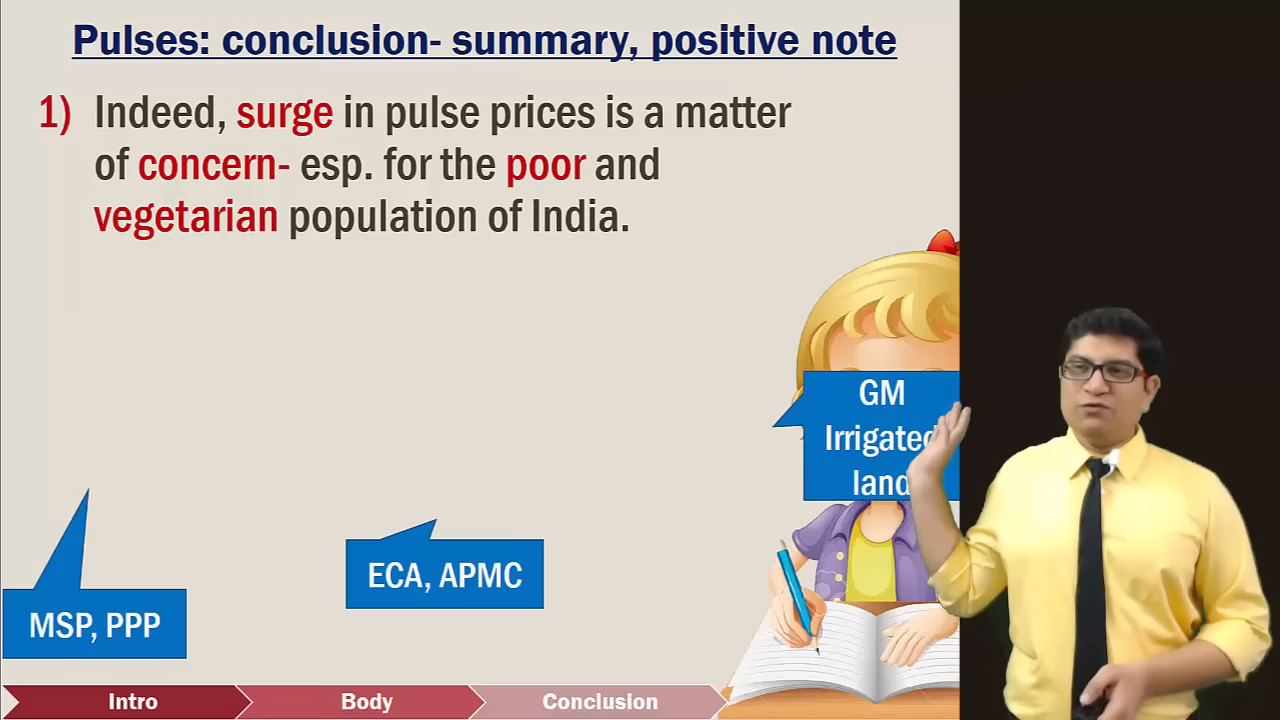 Pulses: conclusion- summary, positive note
1) Indeed, surge in pulse prices is a matter
of concern- esp. for the poor and
vegetarian population of India.
GM
Irrigated
land
ECA, APMC
MSP, PPP
Intro
Body
Conclusion